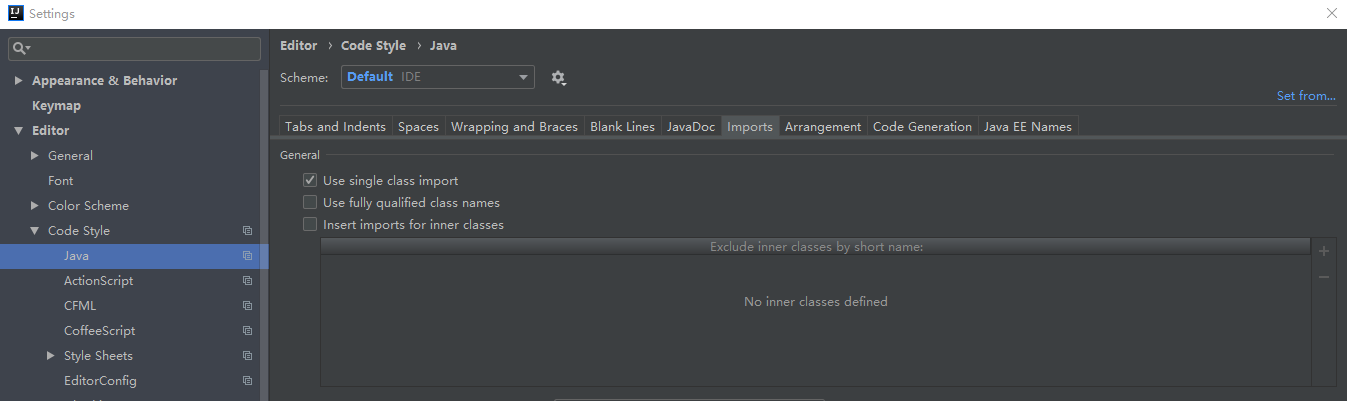 IJ Settings
Editor › Code Style › Java
Scheme: Default IDE
Set from...
Appearance & Behavior
Keymap
Editor
General
Font
Color Scheme
Code Style
Java
ActionScript
CFML
CoffeeScript
Style Sheets
EditorConfig
Tabs and Indents Spaces Wrapping and Braces Blank Lines JavaDoc Imports Arrangement Code Generation Java EE Names
General
Use single class import
Use fully qualified class names
Insert imports for inner classes
Exclude inner classes by short name:
No inner classes defined